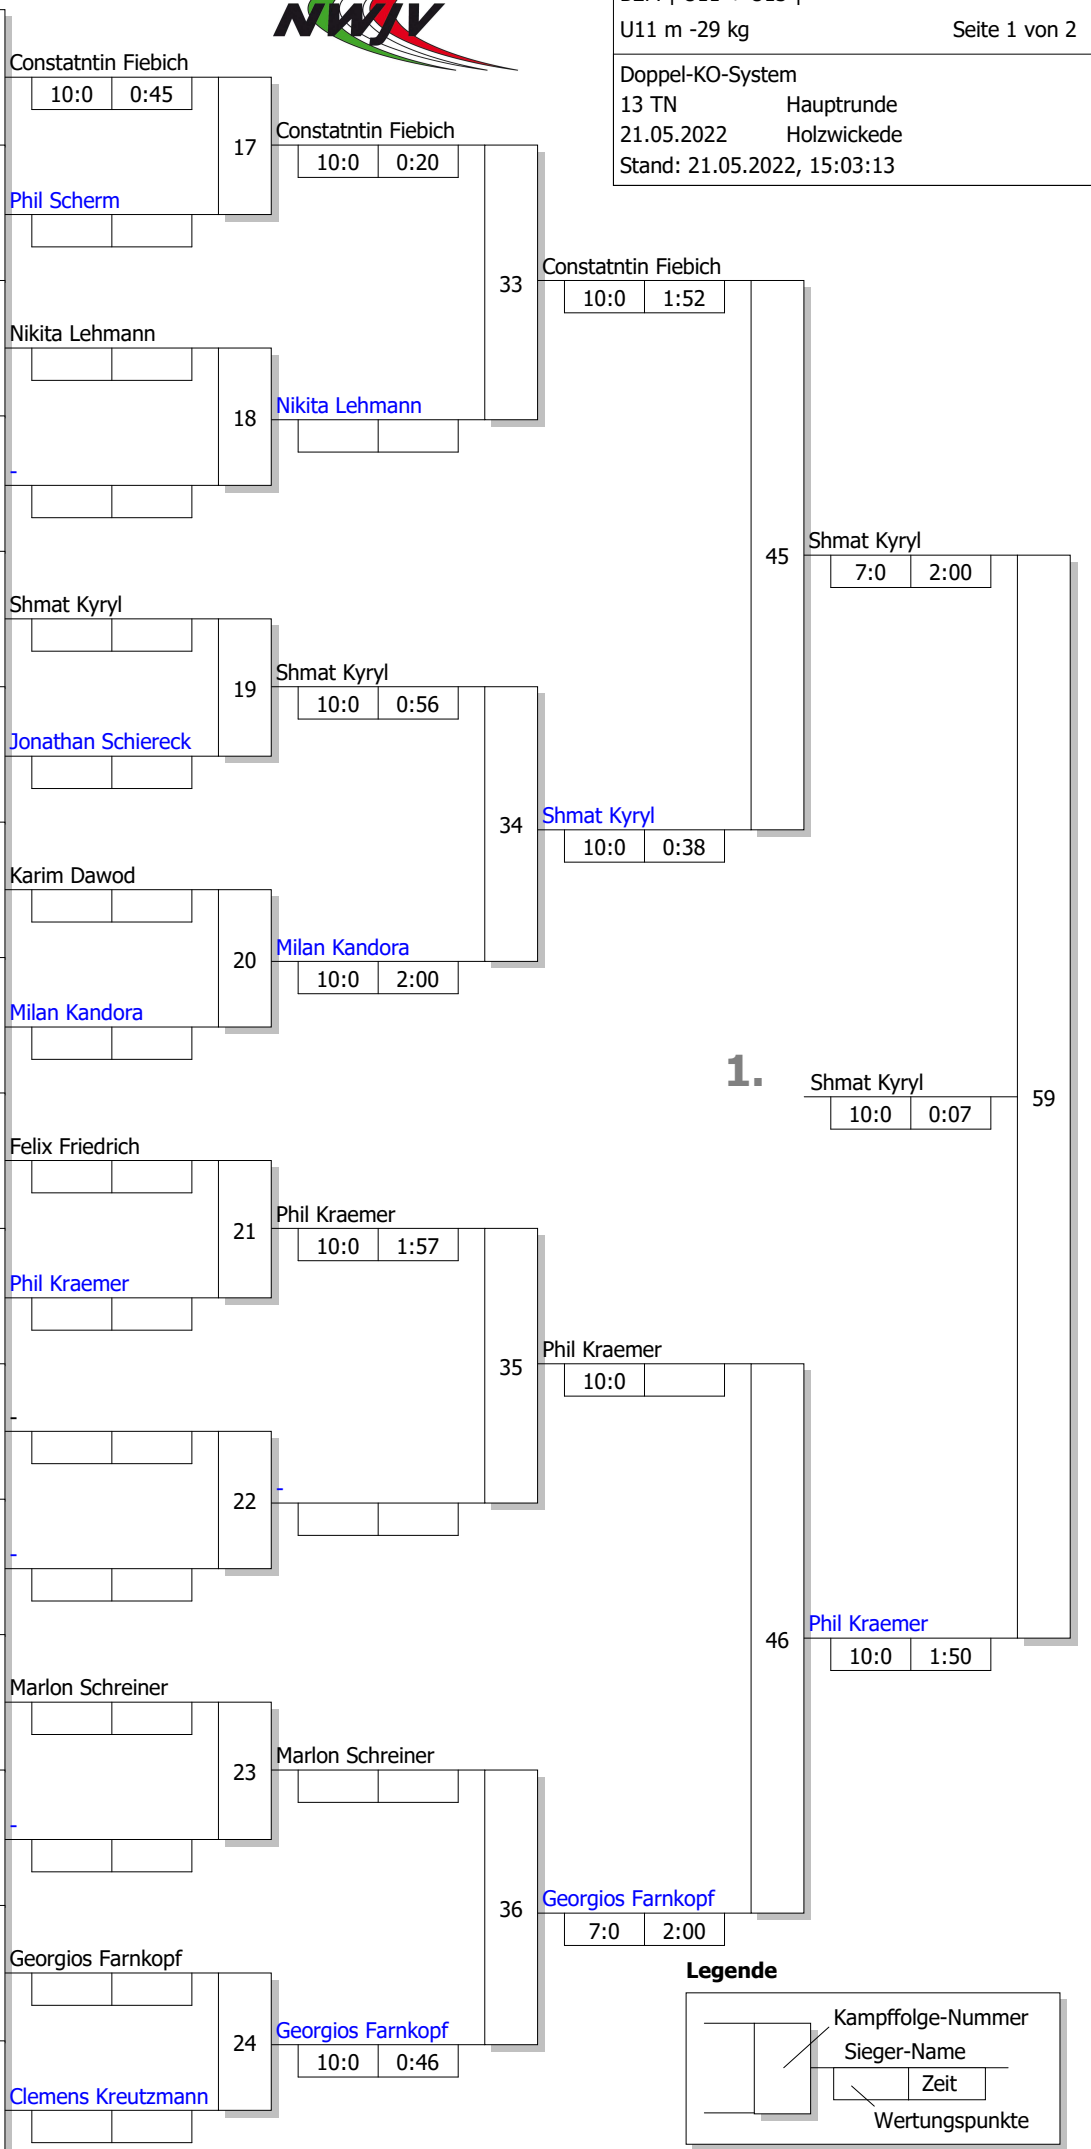 NWJV
U11 m -29 kg Seite 1 von 2
Doppel-KO-System
13 TN Hauptrunde
21.05.2022 Holzwickede
Stand: 21.05.2022, 15:03:13
Constatntin Fiebich
10:0 0:45
17
Constatntin Fiebich
10:0 0:20
Phil Scherm
33
Constatntin Fiebich
10:0 1:52
Nikita Lehmann
18
Nikita Lehmann
-
45
Shmat Kyryl
7:0 2:00
Shmat Kyryl
19
Shmat Kyryl
10:0 0:56
Jonathan Schiereck
34
Shmat Kyryl
10:0 0:38
Karim Dawod
20
Milan Kandora
10:0 2:00
Milan Kandora
1.
Shmat Kyryl
10:0 0:07
59
Felix Friedrich
21
Phil Kraemer
10:0 1:57
Phil Kraemer
35
Phil Kraemer
10:0
-
22
-
-
46
Phil Kraemer
10:0 1:50
Marlon Schreiner
23
Marlon Schreiner
-
36
Georgios Farnkopf
7:0 2:00
Georgios Farnkopf
24
Georgios Farnkopf
10:0 0:46
Clemens Kreutzmann
Legende
Kampffolge-Nummer
Sieger-Name
Zeit
Wertungspunkte